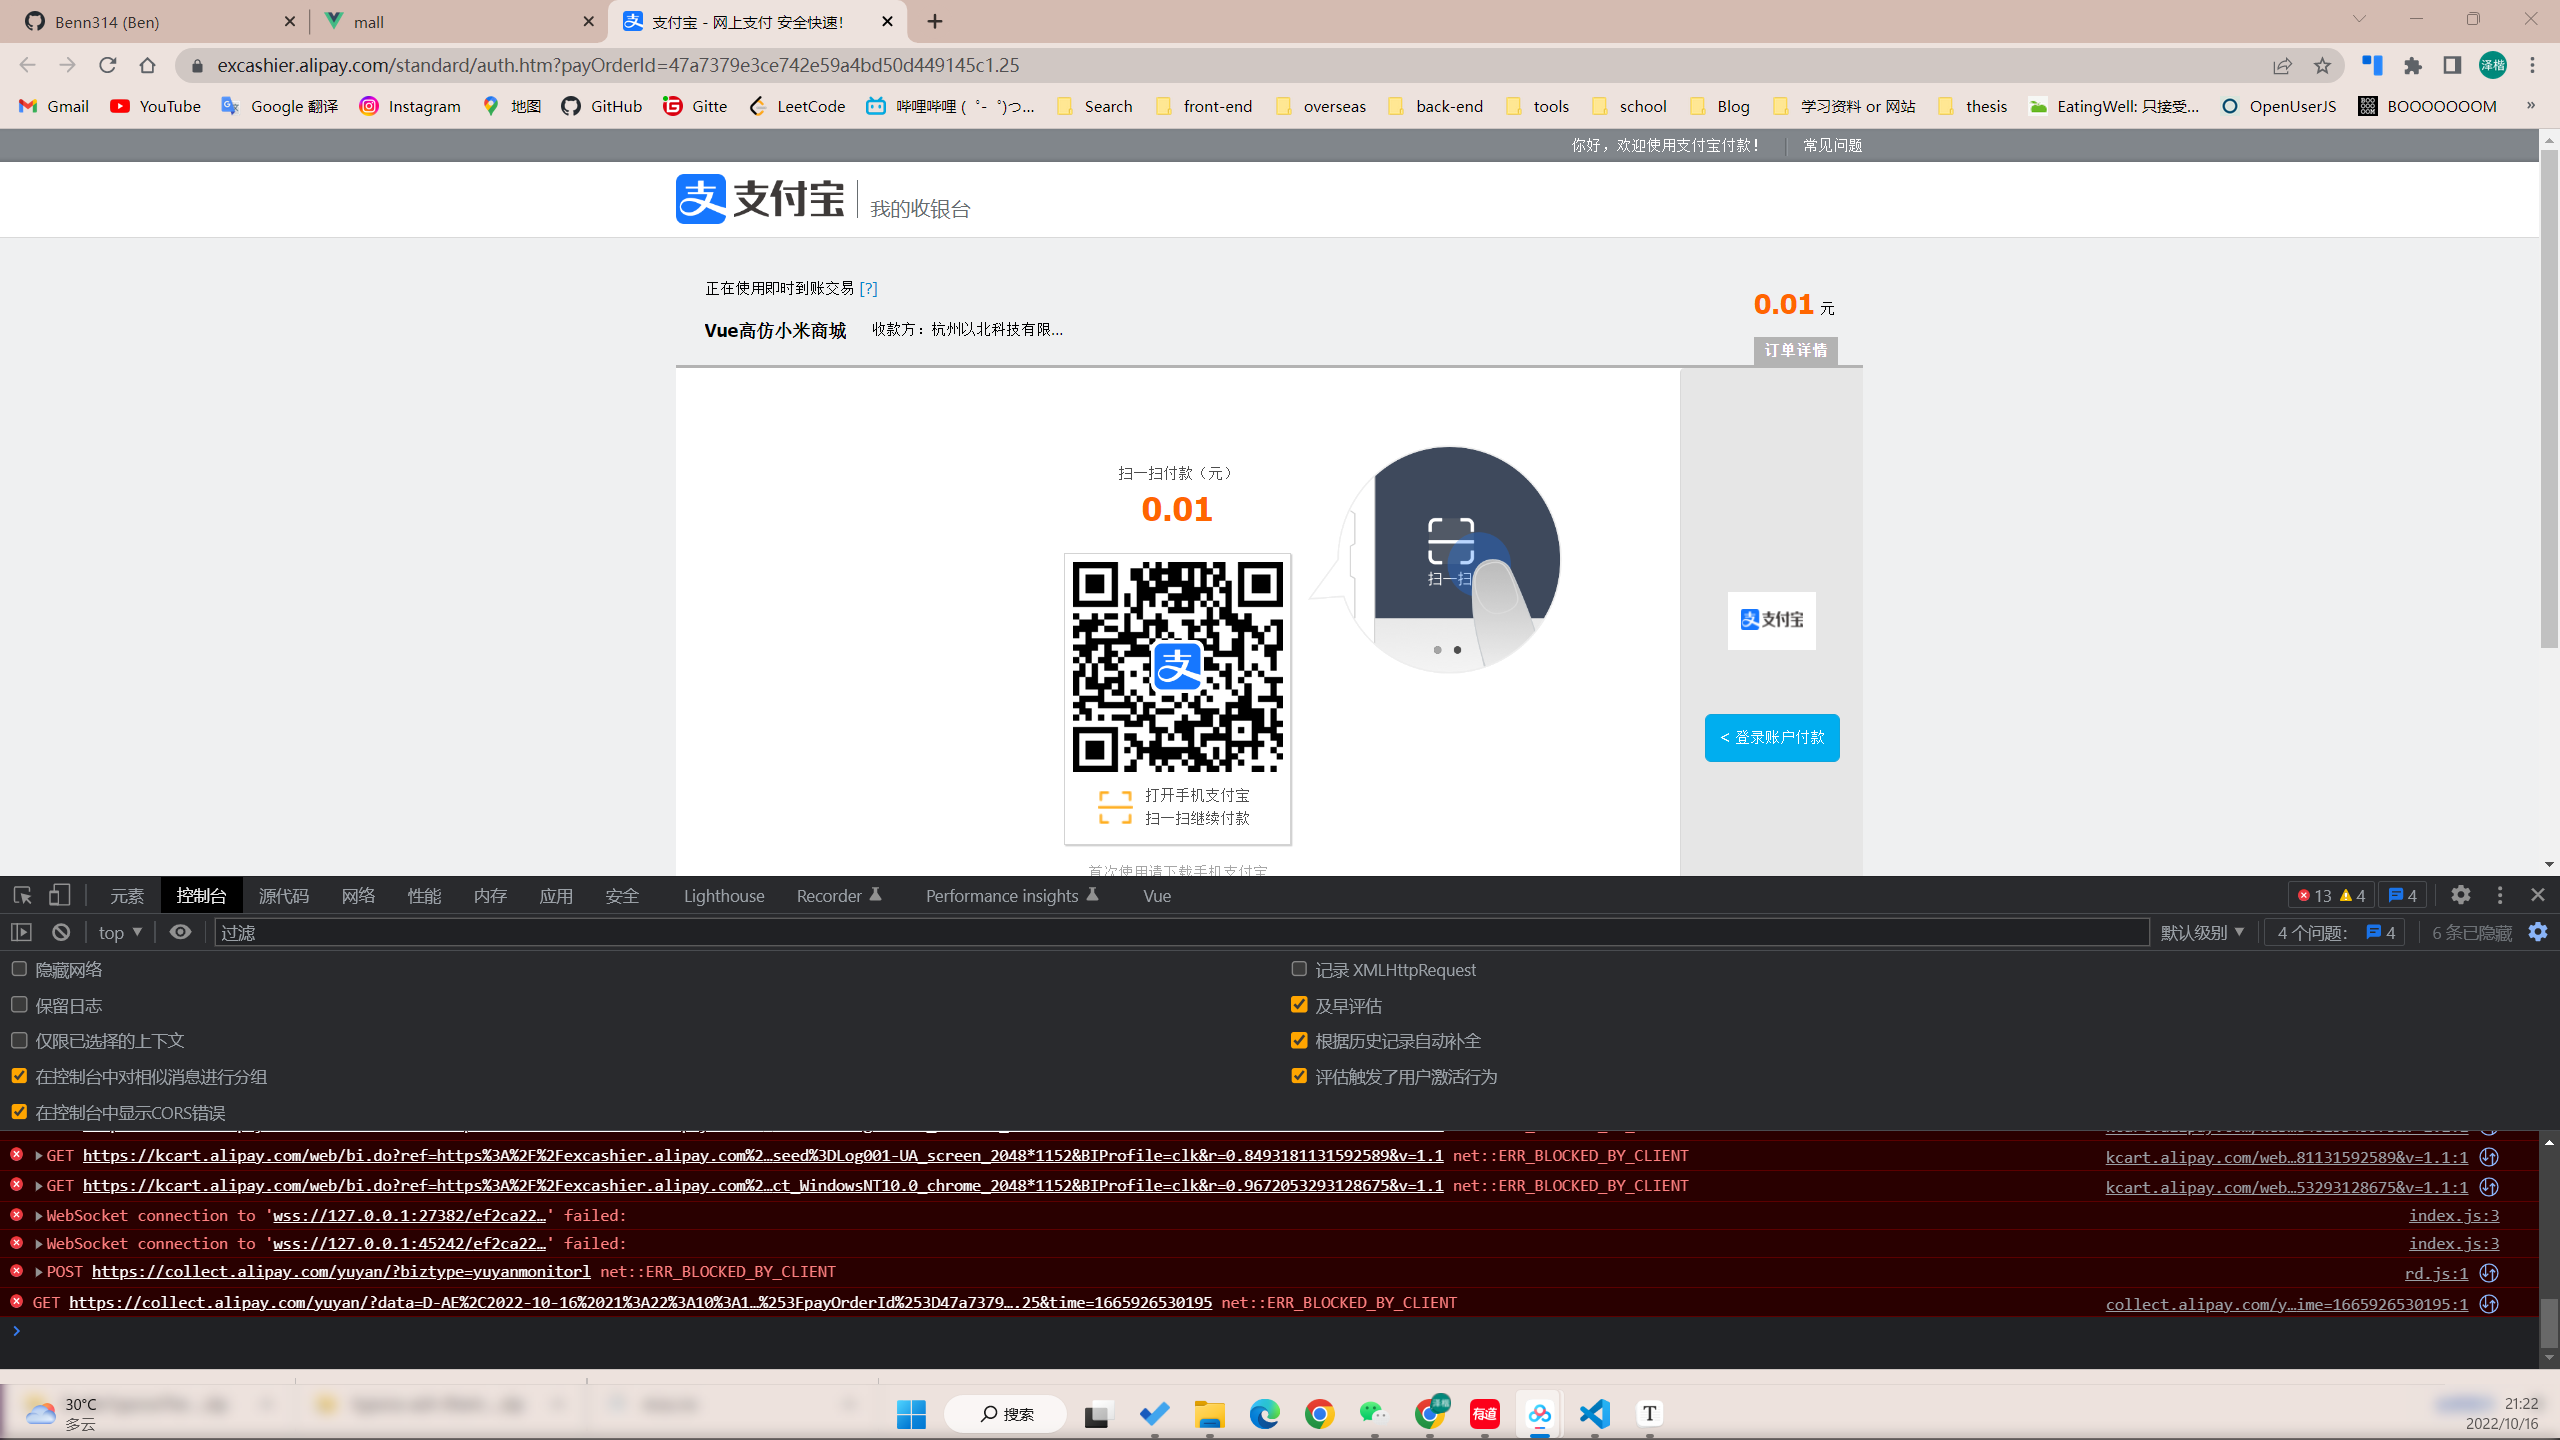 Benn314 (Ben)
mall
支付宝 - 网上支付 安全快速！
excashier.alipay.com/standard/auth.htm?payOrderId=47a7379e3ce742e59a4bd50d449145c1.25
泽楷
Gmail
YouTube
Google 翻译
Instagram
地图
GitHub
Gitte
LeetCode
哔哩哔哩 ( ゜- ゜)つ...
Search
front-end
overseas
back-end
tools
school
Blog
学习资料 or 网站
thesis
EatingWell: 只接受...
OpenUserJS
BOOOOOOOM
»
你好，欢迎使用支付宝付款！
常见问题
支付宝
我的收银台
正在使用即时到账交易 [?]
0.01 元
Vue高仿小米商城
收款方：杭州以北科技有限...
订单详情
扫一扫付款（元）
0.01
扫一扫
支
支付宝
< 登录账户付款
打开手机支付宝
扫一扫继续付款
首次使用请下载手机支付宝
元素
控制台
源代码
网络
性能
内存
应用
安全
Lighthouse
Recorder
Performance insights
Vue
13
4
4
top
过滤
默认级别
4 个问题：
4
6 条已隐藏
隐藏网络
记录 XMLHttpRequest
保留日志
及早评估
仅限已选择的上下文
根据历史记录自动补全
在控制台中对相似消息进行分组
评估触发了用户激活行为
在控制台中显示CORS错误
GET https://kcart.alipay.com/web/bi.do?ref=https%3A%2F%2Fexcashier.alipay.com%2…seed%3DLog001-UA_screen_2048*1152&BIProfile=clk&r=0.8493181131592589&v=1.1 net::ERR_BLOCKED_BY_CLIENT
kcart.alipay.com/web…81131592589&v=1.1:1
GET https://kcart.alipay.com/web/bi.do?ref=https%3A%2F%2Fexcashier.alipay.com%2…ct_WindowsNT10.0_chrome_2048*1152&BIProfile=clk&r=0.9672053293128675&v=1.1 net::ERR_BLOCKED_BY_CLIENT
kcart.alipay.com/web…53293128675&v=1.1:1
WebSocket connection to 'wss://127.0.0.1:27382/ef2ca22…' failed:
index.js:3
WebSocket connection to 'wss://127.0.0.1:45242/ef2ca22…' failed:
index.js:3
POST https://collect.alipay.com/yuyan/?biztype=yuyanmonitorl net::ERR_BLOCKED_BY_CLIENT
rd.js:1
GET https://collect.alipay.com/yuyan/?data=D-AE%2C2022-10-16%2021%3A22%3A10%3A1…%253FpayOrderId%253D47a7379….25&time=1665926530195 net::ERR_BLOCKED_BY_CLIENT
collect.alipay.com/y…ime=1665926530195:1
30°C
多云
搜索
有道
T
21:22
2022/10/16